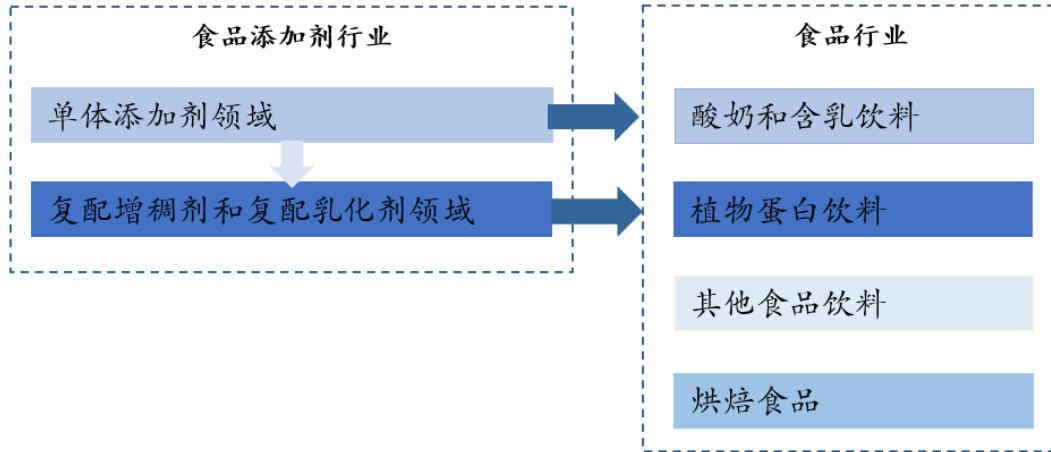 食品添加剂行业
单体添加剂领域
复配增稠剂和复配乳化剂领域
食品行业
酸奶和含乳饮料
植物蛋白饮料
其他食品饮料
烘焙食品